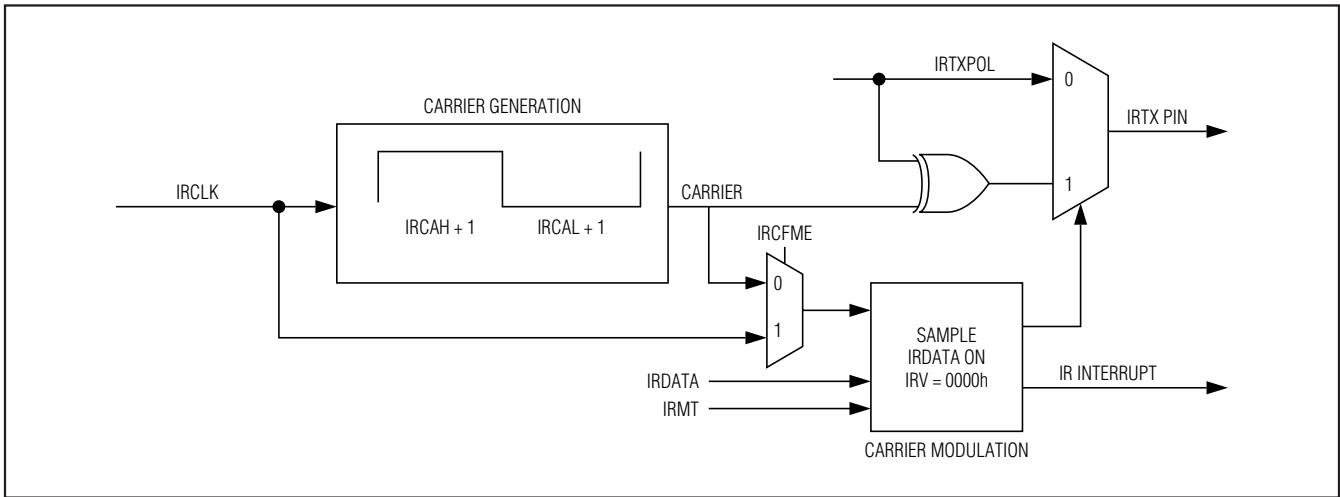 IRTXPOL
0
CARRIER GENERATION
IRTX PIN
1
IRCLK
CARRIER
IRCAH + 1
IRCAL + 1
IRCFME
0
1
SAMPLE
IRDATA ON
IRV = 0000h
IRDATA
IR INTERRUPT
IRMT
CARRIER MODULATION